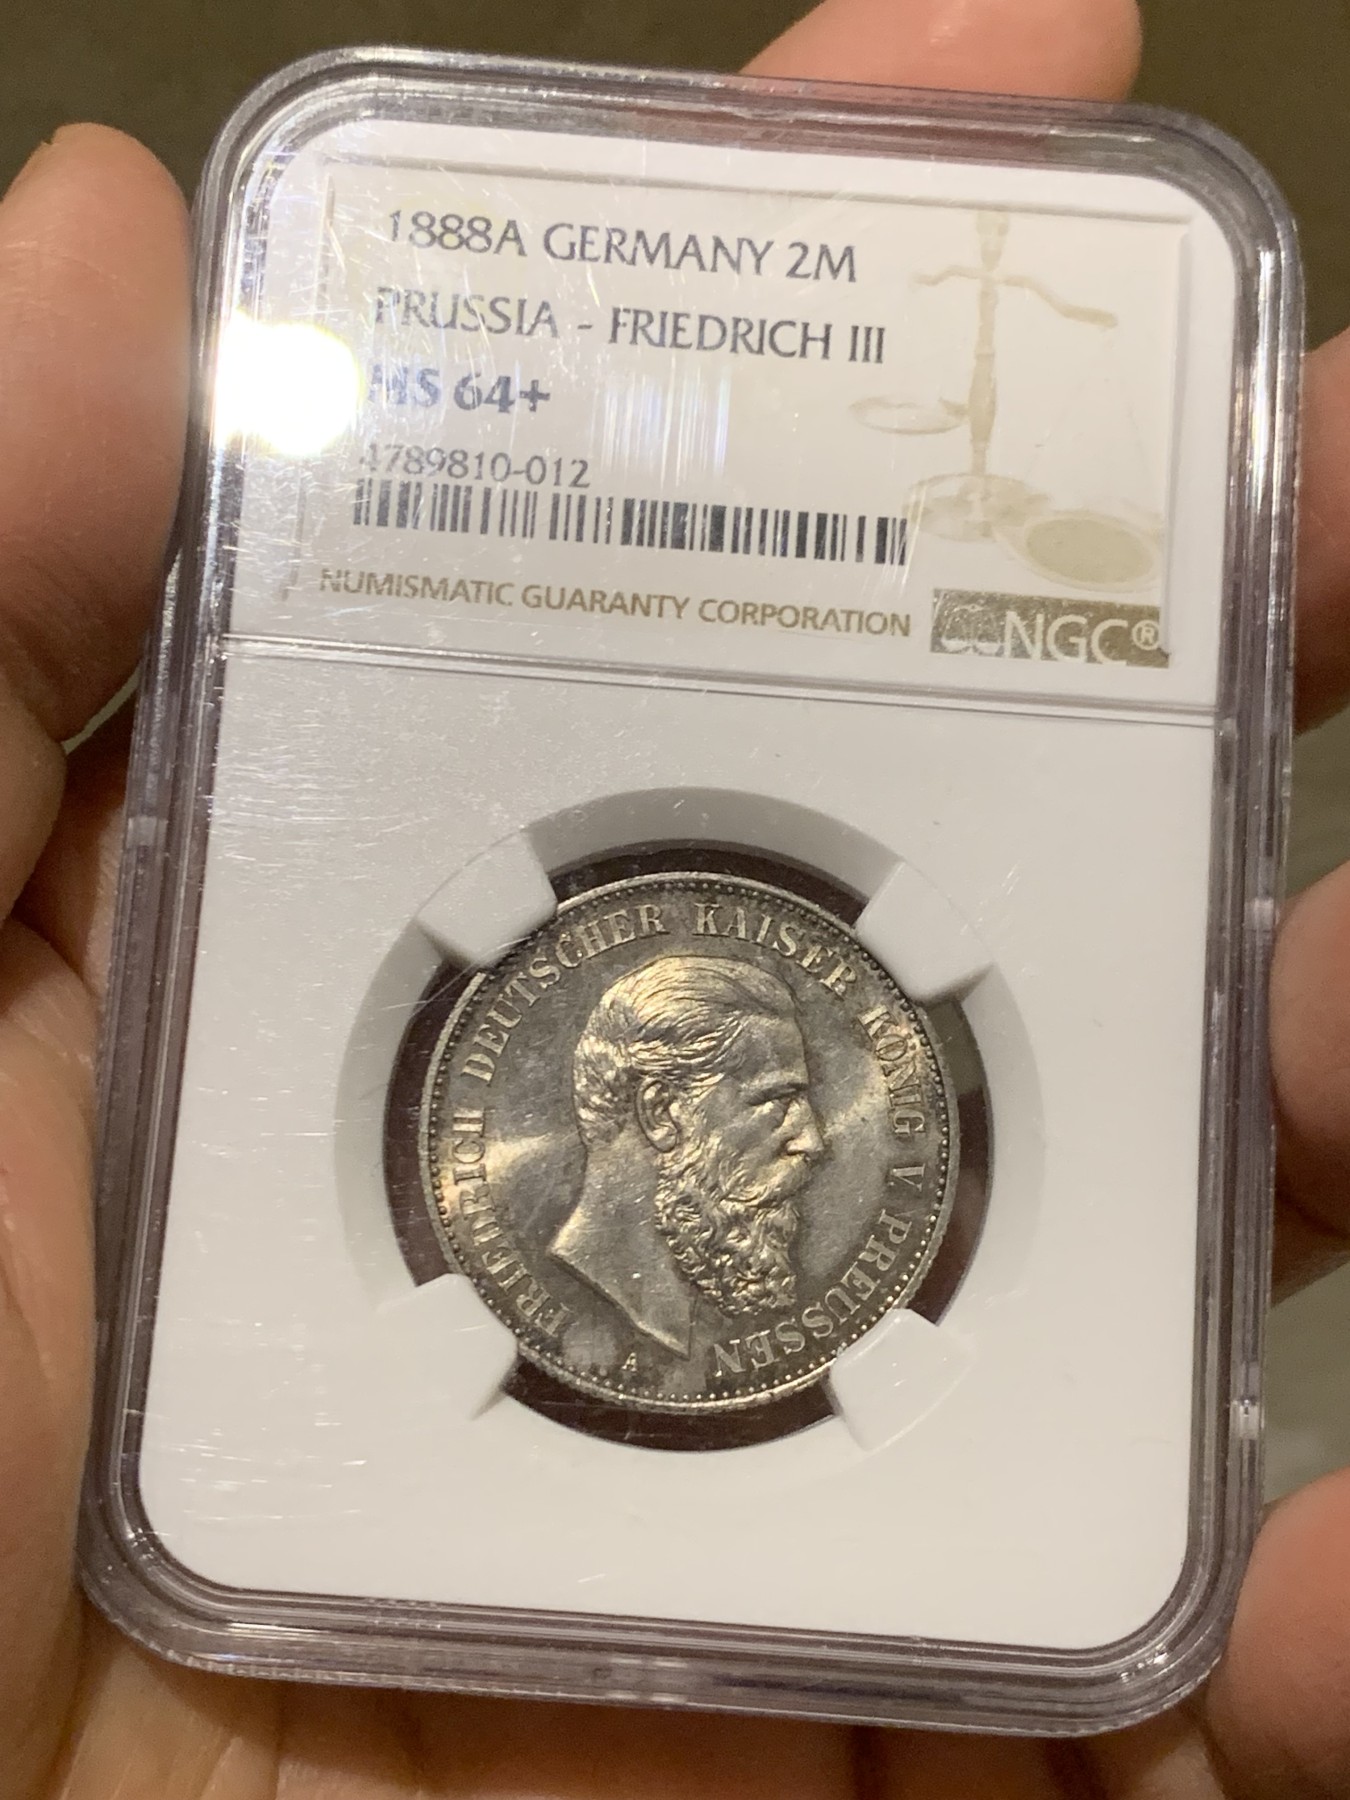 1888A GERMANY 2M
PRUSSIA - FRIEDRICH III
MS 64+
4789810-012
NUMISMATIC GUARANTY CORPORATION
NGC®
FRIEDRICH DEUTSCHER KAISER KÖNIG V. PREUSSEN
A